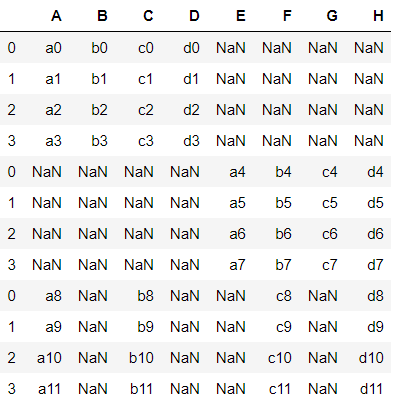 A B C D E F G H
0 a0 b0 c0 d0 NaN NaN NaN NaN
1 a1 b1 c1 d1 NaN NaN NaN NaN
2 a2 b2 c2 d2 NaN NaN NaN NaN
3 a3 b3 c3 d3 NaN NaN NaN NaN
0 NaN NaN NaN NaN a4 b4 c4 d4
1 NaN NaN NaN NaN a5 b5 c5 d5
2 NaN NaN NaN NaN a6 b6 c6 d6
3 NaN NaN NaN NaN a7 b7 c7 d7
0 a8 NaN b8 NaN NaN c8 NaN d8
1 a9 NaN b9 NaN NaN c9 NaN d9
2 a10 NaN b10 NaN NaN c10 NaN d10
3 a11 NaN b11 NaN NaN c11 NaN d11